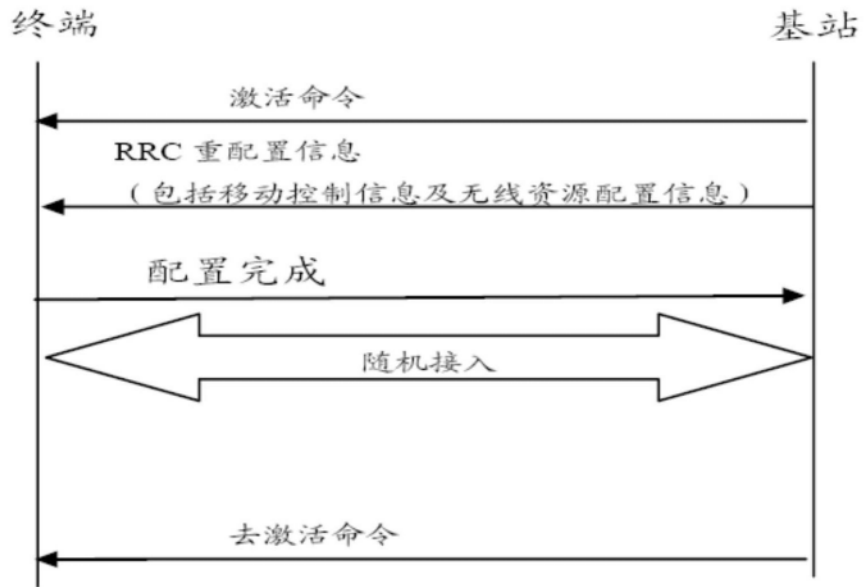 终端
基站
激活命令
RRC 重配置信息
（包括移动控制信息及无线资源配置信息）
配置完成
随机接入
去激活命令